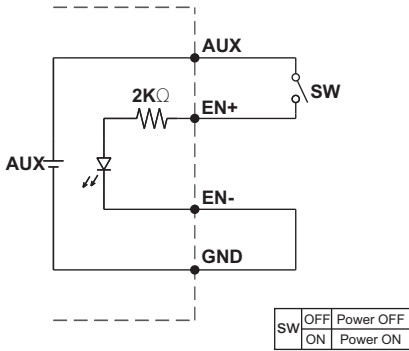 AUX
SW
2KΩ
EN+
AUX
EN-
GND
SW OFF Power OFF
ON Power ON